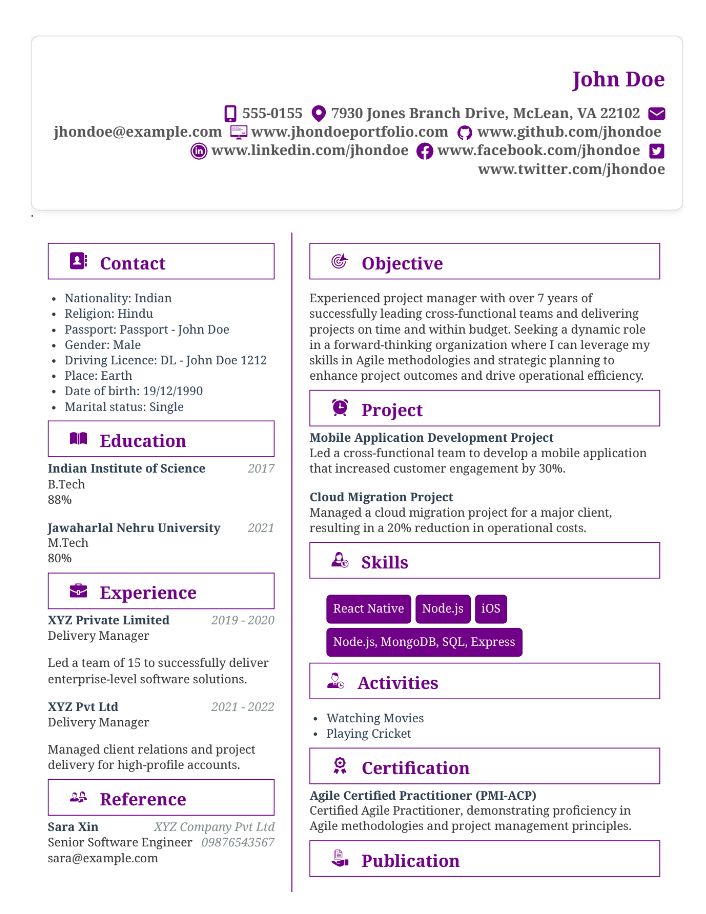 John Doe
555-0155 7930 Jones Branch Drive, McLean, VA 22102
jhondoe@example.com www.jhondoeportfolio.com www.github.com/jhondoe
www.linkedin.com/jhondoe www.facebook.com/jhondoe
www.twitter.com/jhondoe
.
Contact
• Nationality: Indian
• Religion: Hindu
• Passport: Passport - John Doe
• Gender: Male
• Driving Licence: DL - John Doe 1212
• Place: Earth
• Date of birth: 19/12/1990
• Marital status: Single
Education
Indian Institute of Science 2017
B.Tech
88%
Jawaharlal Nehru University 2021
M.Tech
80%
Experience
XYZ Private Limited 2019 - 2020
Delivery Manager
Led a team of 15 to successfully deliver
enterprise-level software solutions.
XYZ Pvt Ltd 2021 - 2022
Delivery Manager
Managed client relations and project
delivery for high-profile accounts.
Reference
Sara Xin XYZ Company Pvt Ltd
Senior Software Engineer 09876543567
sara@example.com
Objective
Experienced project manager with over 7 years of
successfully leading cross-functional teams and delivering
projects on time and within budget. Seeking a dynamic role
in a forward-thinking organization where I can leverage my
skills in Agile methodologies and strategic planning to
enhance project outcomes and drive operational efficiency.
Project
Mobile Application Development Project
Led a cross-functional team to develop a mobile application
that increased customer engagement by 30%.
Cloud Migration Project
Managed a cloud migration project for a major client,
resulting in a 20% reduction in operational costs.
Skills
React Native Node.js iOS
Node.js, MongoDB, SQL, Express
Activities
• Watching Movies
• Playing Cricket
Certification
Agile Certified Practitioner (PMI-ACP)
Certified Agile Practitioner, demonstrating proficiency in
Agile methodologies and project management principles.
Publication